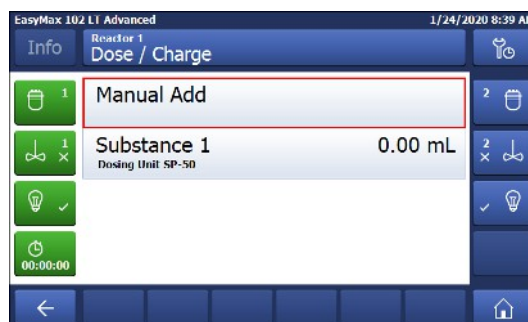 EasyMax 102 LT Advanced 1/24/2020 8:39 A
Info
Reactor 1
Dose / Charge
1
Manual Add
2
1
Substance 1 0.00 mL
Dosing Unit SP-50
2
00:00:00